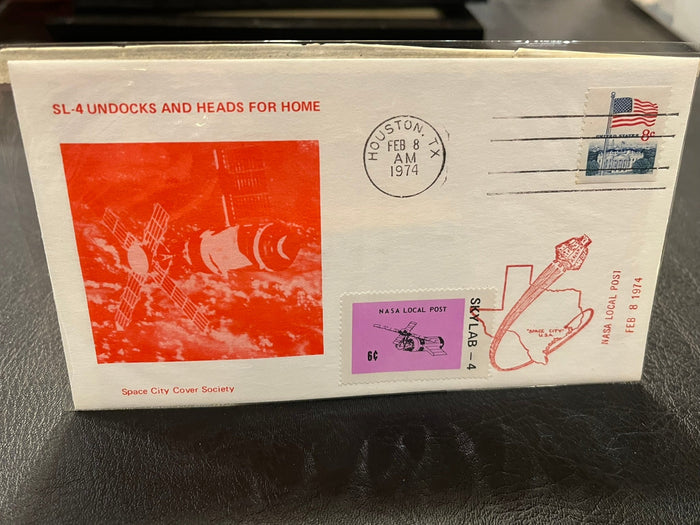 SL-4 UNDOCKS AND HEADS FOR HOME
HOUSTON, TX
FEB 8
AM
1974
UNITED STATES 8c
NASA LOCAL POST
6¢
SKYLAB - 4
"SPACE CITY"
U.S.A.
NASA LOCAL POST
FEB 8 1974
Space City Cover Society